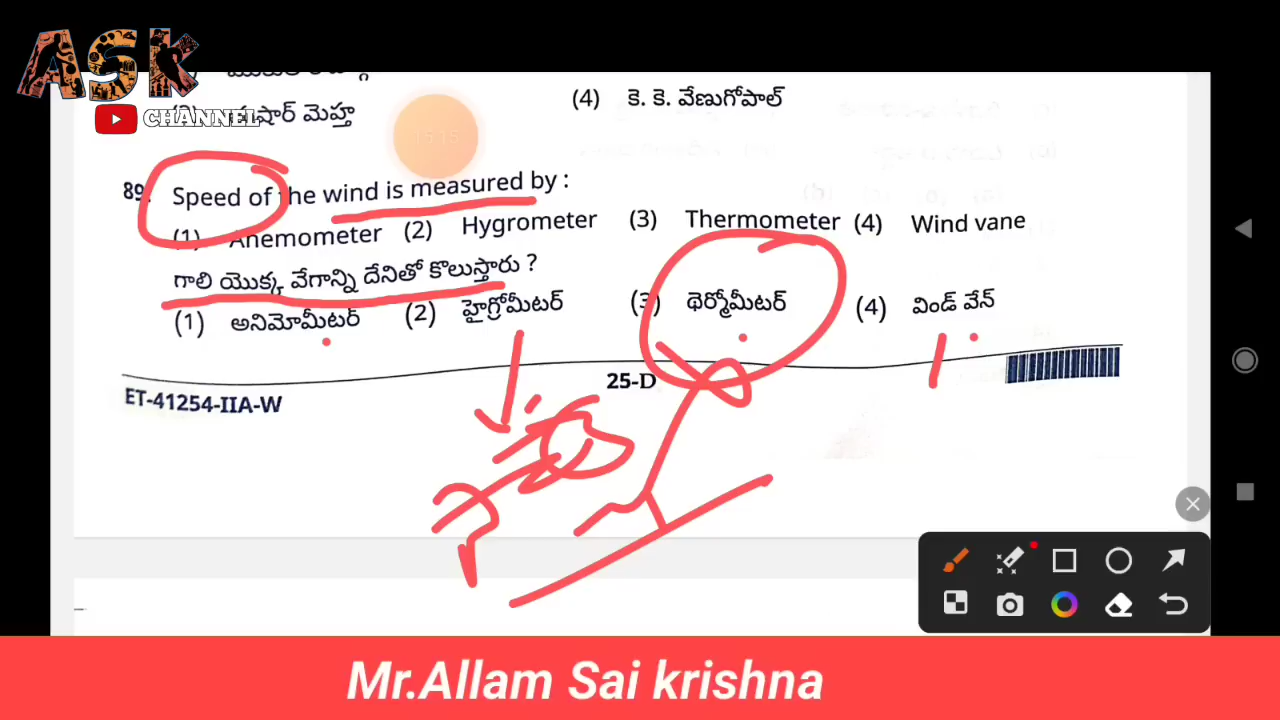 ASK
CHANNEL
మెహ్తా
(4) కె. కె. వేణుగోపాల్
89. Speed of the wind is measured by :
(1) Anemometer (2) Hygrometer (3) Thermometer (4) Wind vane
గాలి యొక్క వేగాన్ని దేనితో కొలుస్తారు ?
(1) అనిమోమీటర్ (2) హైగ్రోమీటర్ (3) థెర్మోమీటర్ (4) విండ్ వేన్
25-D
ET-41254-IIA-W
Mr.Allam Sai krishna